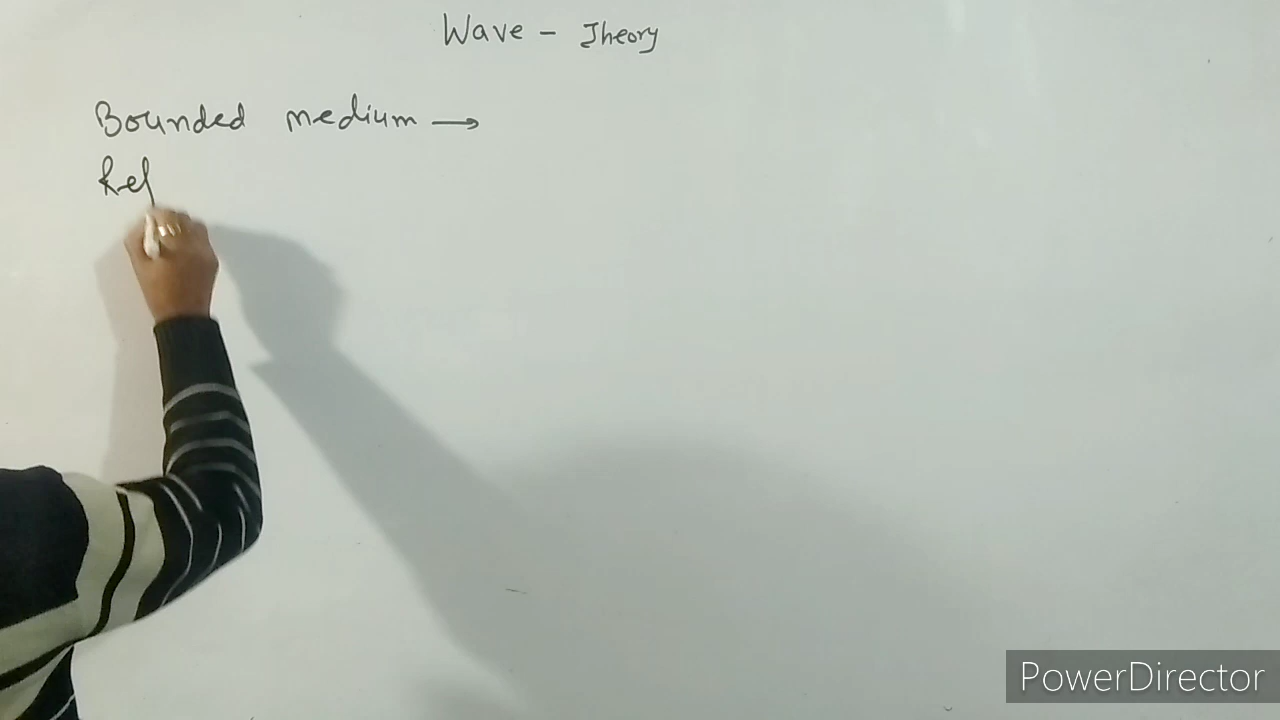 Wave - Theory
Bounded medium →
Ref
PowerDirector